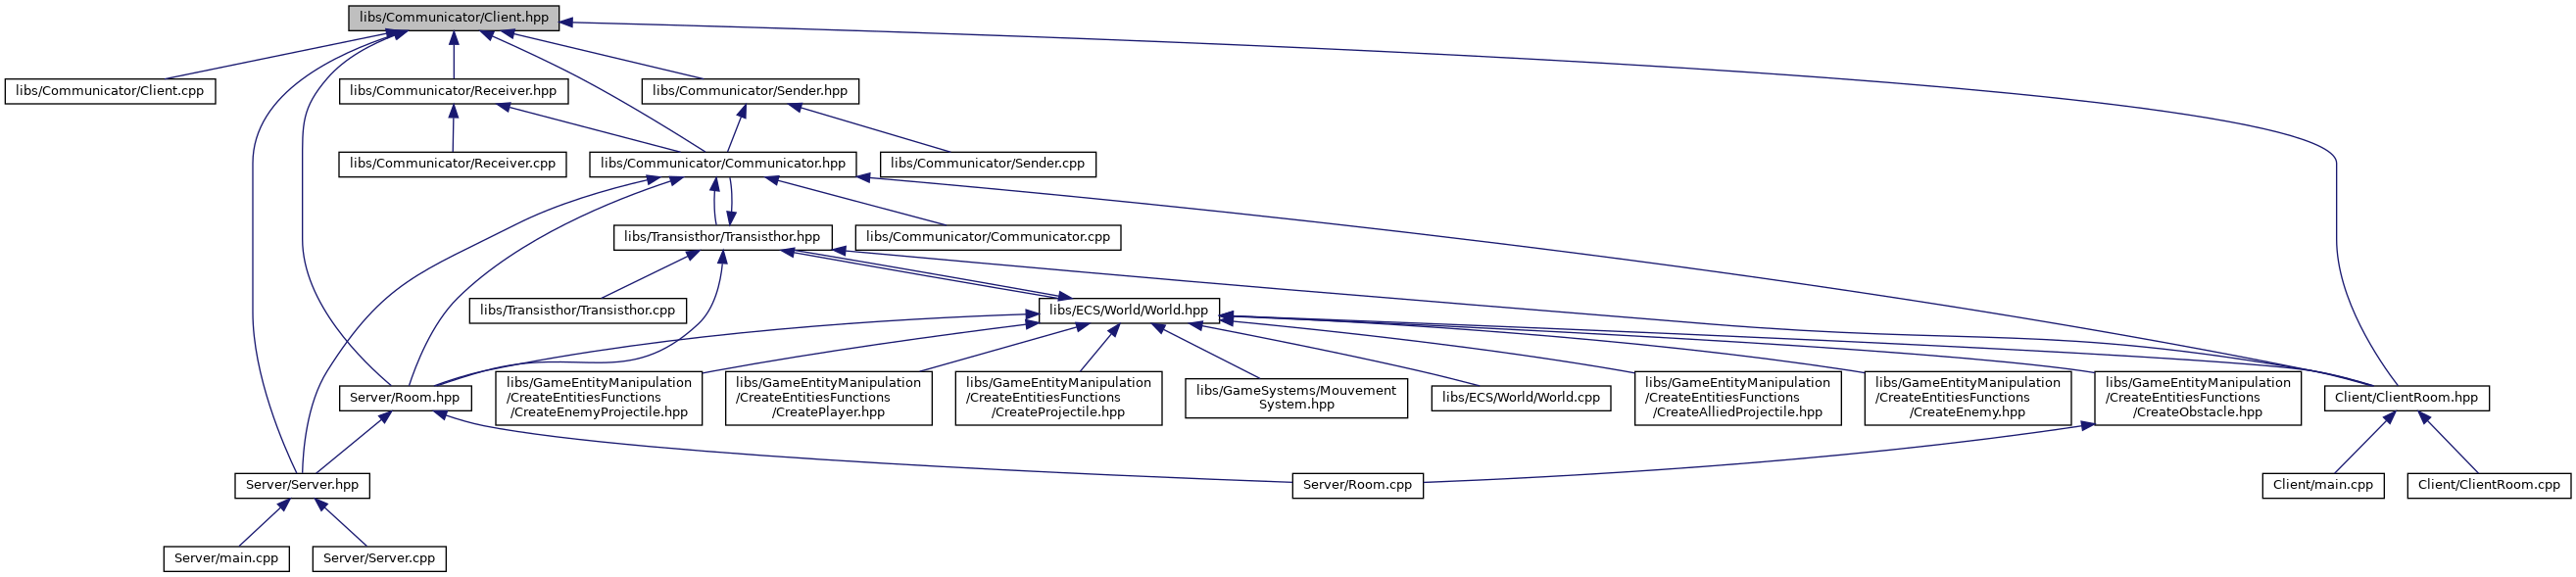 libs/Communicator/Client.hpp
libs/Communicator/Client.cpp
libs/Communicator/Receiver.hpp
libs/Communicator/Sender.hpp
libs/Communicator/Receiver.cpp
libs/Communicator/Communicator.hpp
libs/Communicator/Sender.cpp
libs/Transisthor/Transisthor.hpp
libs/Communicator/Communicator.cpp
libs/Transisthor/Transisthor.cpp
libs/ECS/World/World.hpp
Server/Room.hpp
libs/GameEntityManipulation
/CreateEntitiesFunctions
/CreateEnemyProjectile.hpp
libs/GameEntityManipulation
/CreateEntitiesFunctions
/CreatePlayer.hpp
libs/GameEntityManipulation
/CreateEntitiesFunctions
/CreateProjectile.hpp
libs/GameSystems/Mouvement
System.hpp
libs/ECS/World/World.cpp
libs/GameEntityManipulation
/CreateEntitiesFunctions
/CreateAlliedProjectile.hpp
libs/GameEntityManipulation
/CreateEntitiesFunctions
/CreateEnemy.hpp
libs/GameEntityManipulation
/CreateEntitiesFunctions
/CreateObstacle.hpp
Client/ClientRoom.hpp
Server/Server.hpp
Server/Room.cpp
Client/main.cpp
Client/ClientRoom.cpp
Server/main.cpp
Server/Server.cpp